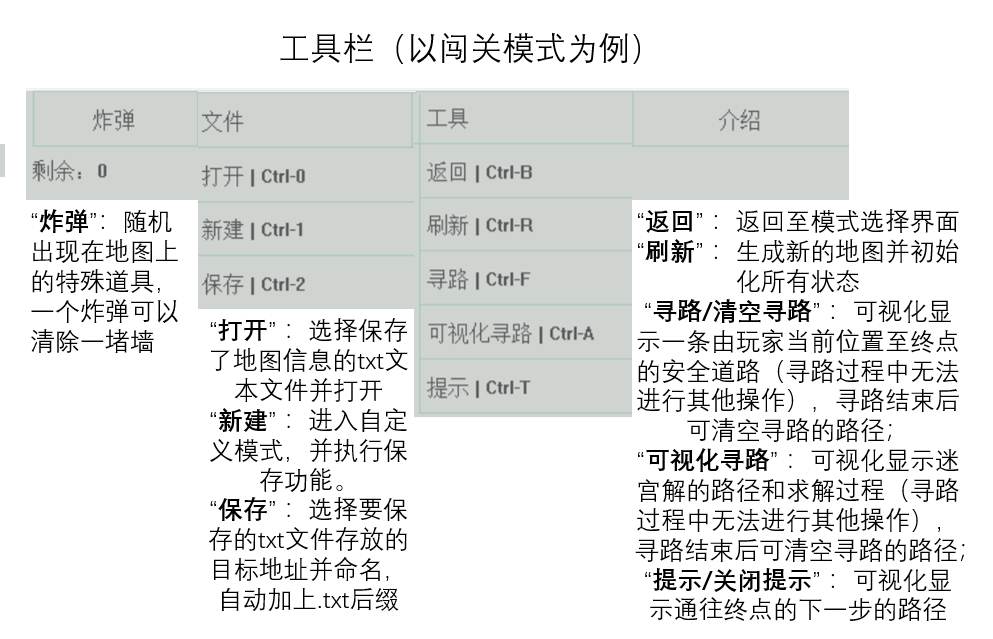 工具栏（以闯关模式为例）
炸弹
剩余：0
“炸弹”：随机
出现在地图上
的特殊道具，
一个炸弹可以
清除一堵墙
文件
打开 | Ctrl-0
新建 | Ctrl-1
保存 | Ctrl-2
“打开”：选择保存
了地图信息的txt文
本文件并打开
“新建”：进入自定
义模式，并执行保
存功能。
“保存”：选择要保
存的txt文件存放的
目标地址并命名，
自动加上.txt后缀
工具
返回 | Ctrl-B
刷新 | Ctrl-R
寻路 | Ctrl-F
可视化寻路 | Ctrl-A
提示 | Ctrl-T
介绍
“返回”：返回至模式选择界面
“刷新”：生成新的地图并初始
化所有状态
“寻路/清空寻路”：可视化显
示一条由玩家当前位置至终点
的安全道路（寻路过程中无法
进行其他操作），寻路结束后
可清空寻路的路径；
“可视化寻路”：可视化显示迷
宫解的路径和求解过程（寻路
过程中无法进行其他操作），
寻路结束后可清空寻路的路径；
“提示/关闭提示”：可视化显
示通往终点的下一步的路径